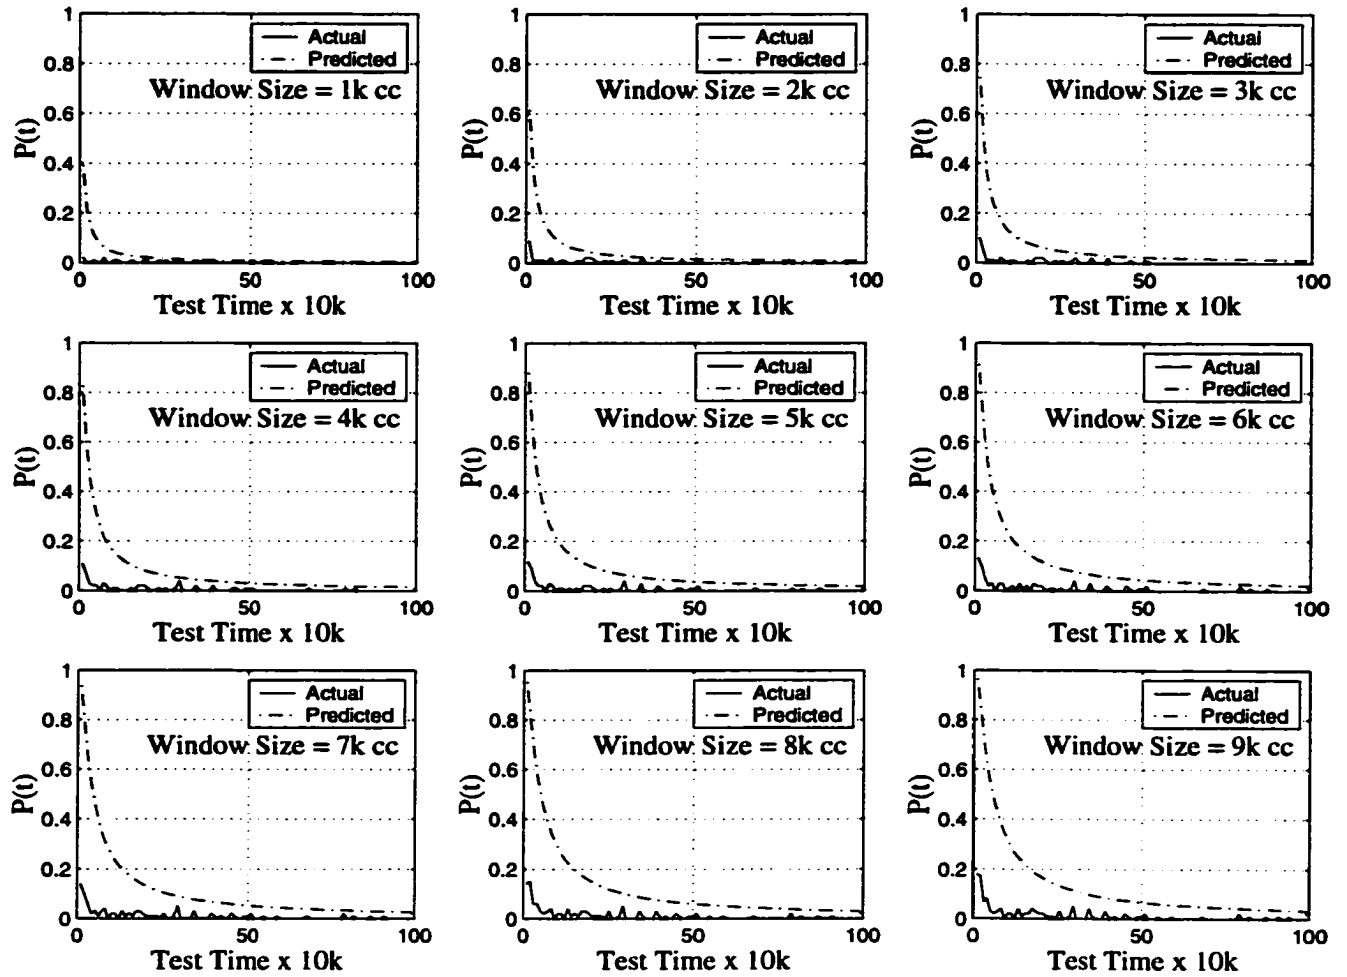 1
0.8
0.6
0.4
0.2
0
P(t)
Actual
Predicted
Window Size = 1k cc
0
50
100
Test Time x 10k
1
0.8
0.6
0.4
0.2
0
P(t)
Actual
Predicted
Window Size = 2k cc
0
50
100
Test Time x 10k
1
0.8
0.6
0.4
0.2
0
P(t)
Actual
Predicted
Window Size = 3k cc
0
50
100
Test Time x 10k
1
0.8
0.6
0.4
0.2
0
P(t)
Actual
Predicted
Window Size = 4k cc
0
50
100
Test Time x 10k
1
0.8
0.6
0.4
0.2
0
P(t)
Actual
Predicted
Window Size = 5k cc
0
50
100
Test Time x 10k
1
0.8
0.6
0.4
0.2
0
P(t)
Actual
Predicted
Window Size = 6k cc
0
50
100
Test Time x 10k
1
0.8
0.6
0.4
0.2
0
P(t)
Actual
Predicted
Window Size = 7k cc
0
50
100
Test Time x 10k
1
0.8
0.6
0.4
0.2
0
P(t)
Actual
Predicted
Window Size = 8k cc
0
50
100
Test Time x 10k
1
0.8
0.6
0.4
0.2
0
P(t)
Actual
Predicted
Window Size = 9k cc
0
50
100
Test Time x 10k